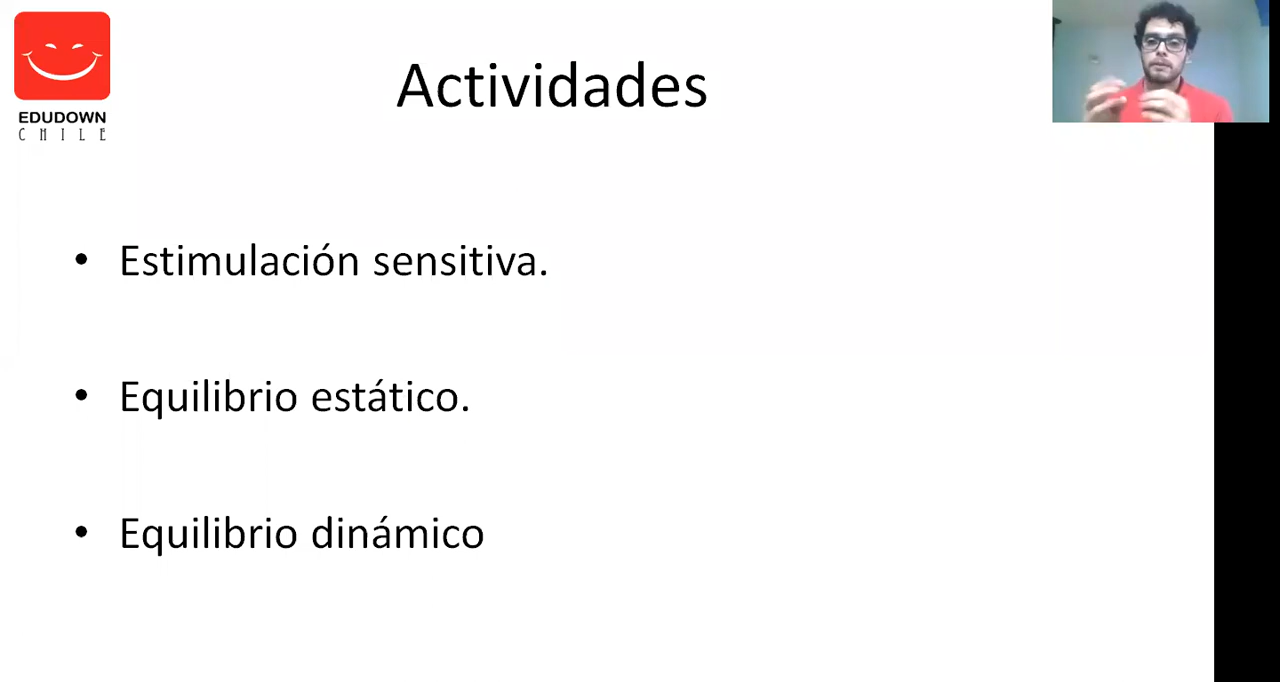 EDUDOWN
CHILE
Actividades
• Estimulación sensitiva.
• Equilibrio estático.
• Equilibrio dinámico